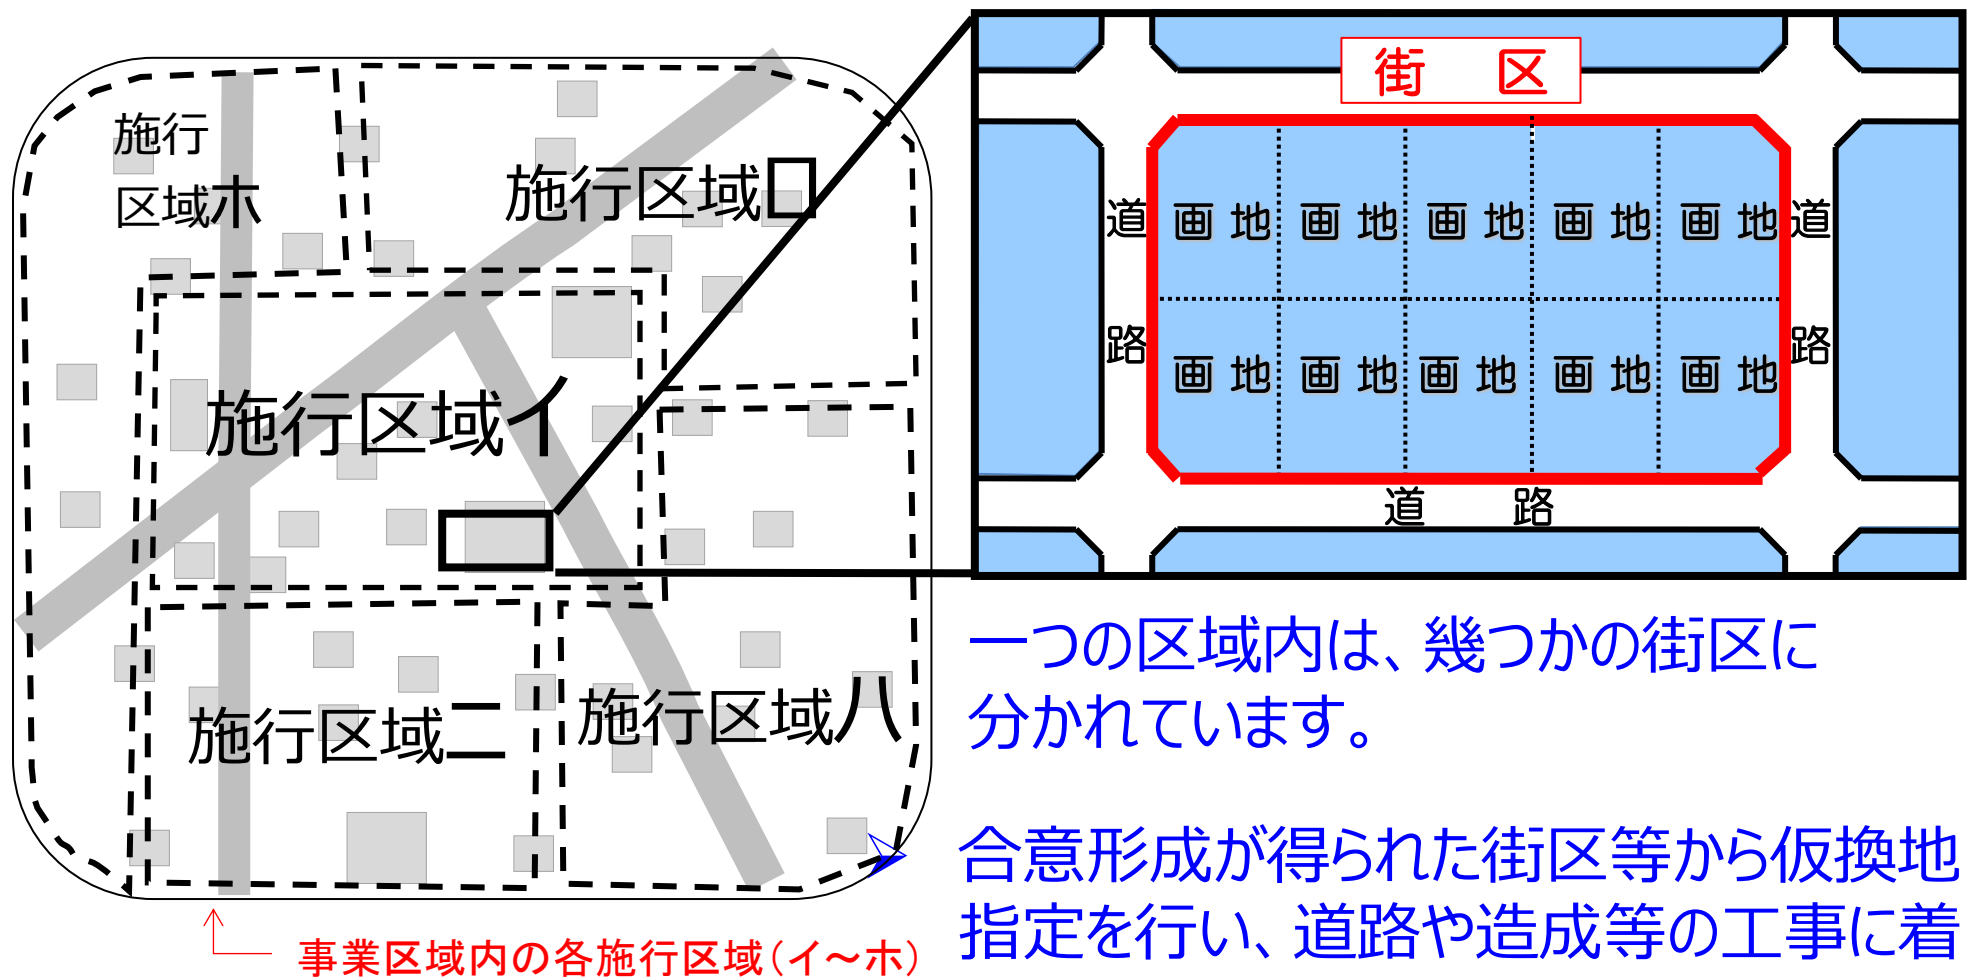 施行
区域ホ
施行区域ロ
施行区域イ
施行区域ニ
施行区域ハ
事業区域内の各施行区域（イ～ホ）
街 区
画 地 画 地 画 地 画 地 画 地
画 地 画 地 画 地 画 地 画 地
道 路
道 路
道 路
一つの区域内は、幾つかの街区に
分かれています。
合意形成が得られた街区等から仮換地
指定を行い、道路や造成等の工事に着